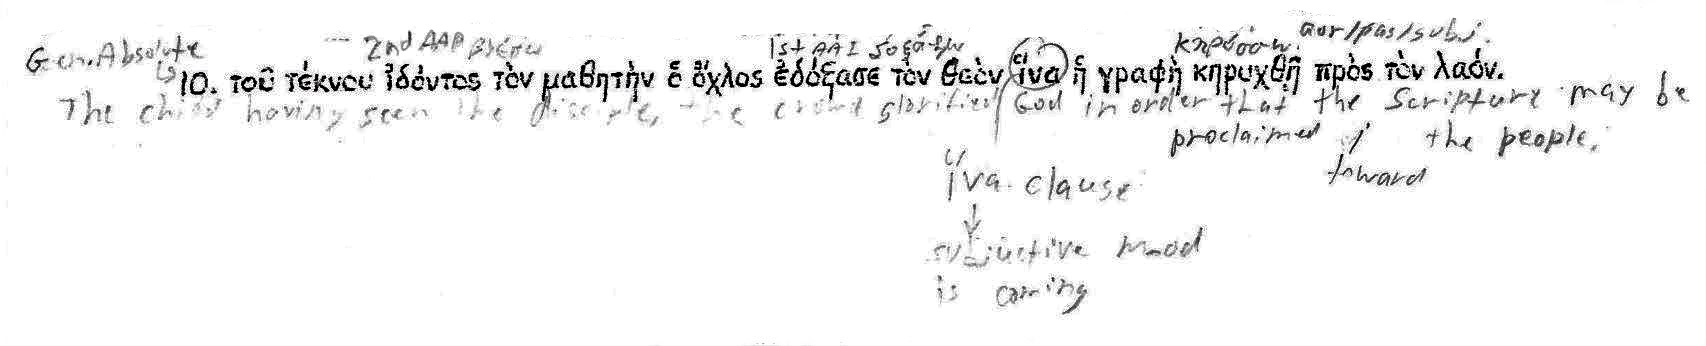 Gen. Absolute 2nd AAP βλέπω 1st AAI δοξάζω κηρύσσω aor/pas/subj.
is
10. τοῦ τέκνου ἰδόντος τὸν μαθητὴν ὁ ὄχλος ἐδόξασε τὸν θεὸν ἵνα ἡ γραφὴ κηρυχθῇ πρὸς τὸν λαόν.
The child having seen the disciple, the crowd glorified God in order that the Scripture may be
proclaimed the people.
toward
ἵνα clause
↓
subjuctive mood
is coming